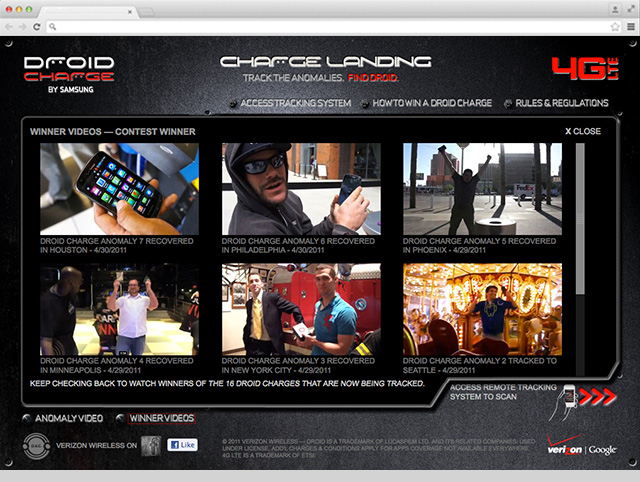 DROID
CHARGE
BY SAMSUNG
CHARGE LANDING
TRACK THE ANOMALIES. FIND DROID.
4G LTE
ACCESS TRACKING SYSTEM
HOW TO WIN A DROID CHARGE
RULES & REGULATIONS
WINNER VIDEOS — CONTEST WINNER
X CLOSE
DROID CHARGE ANOMALY 7 RECOVERED
IN HOUSTON - 4/30/2011
DROID CHARGE ANOMALY 6 RECOVERED
IN PHILADELPHIA - 4/30/2011
DROID CHARGE ANOMALY 5 RECOVERED
IN PHOENIX - 4/29/2011
DROID CHARGE ANOMALY 4 RECOVERED
IN MINNEAPOLIS - 4/29/2011
DROID CHARGE ANOMALY 3 RECOVERED
IN NEW YORK CITY - 4/29/2011
DROID CHARGE ANOMALY 2 TRACKED TO
SEATTLE - 4/29/2011
KEEP CHECKING BACK TO WATCH WINNERS OF THE 16 DROID CHARGES THAT ARE NOW BEING TRACKED.
ACCESS REMOTE TRACKING
SYSTEM TO SCAN
ANOMALY VIDEO
WINNER VIDEOS
VERIZON WIRELESS ON
Like
© 2011 VERIZON WIRELESS — DROID IS A TRADEMARK OF LUCASFILM LTD. AND ITS RELATED COMPANIES. USED
UNDER LICENSE. ADD'L CHARGES & CONDITIONS APPLY FOR APPS COVERAGE NOT AVAILABLE EVERYWHERE.
4G LTE IS A TRADEMARK OF ETSI.
verizon | Google